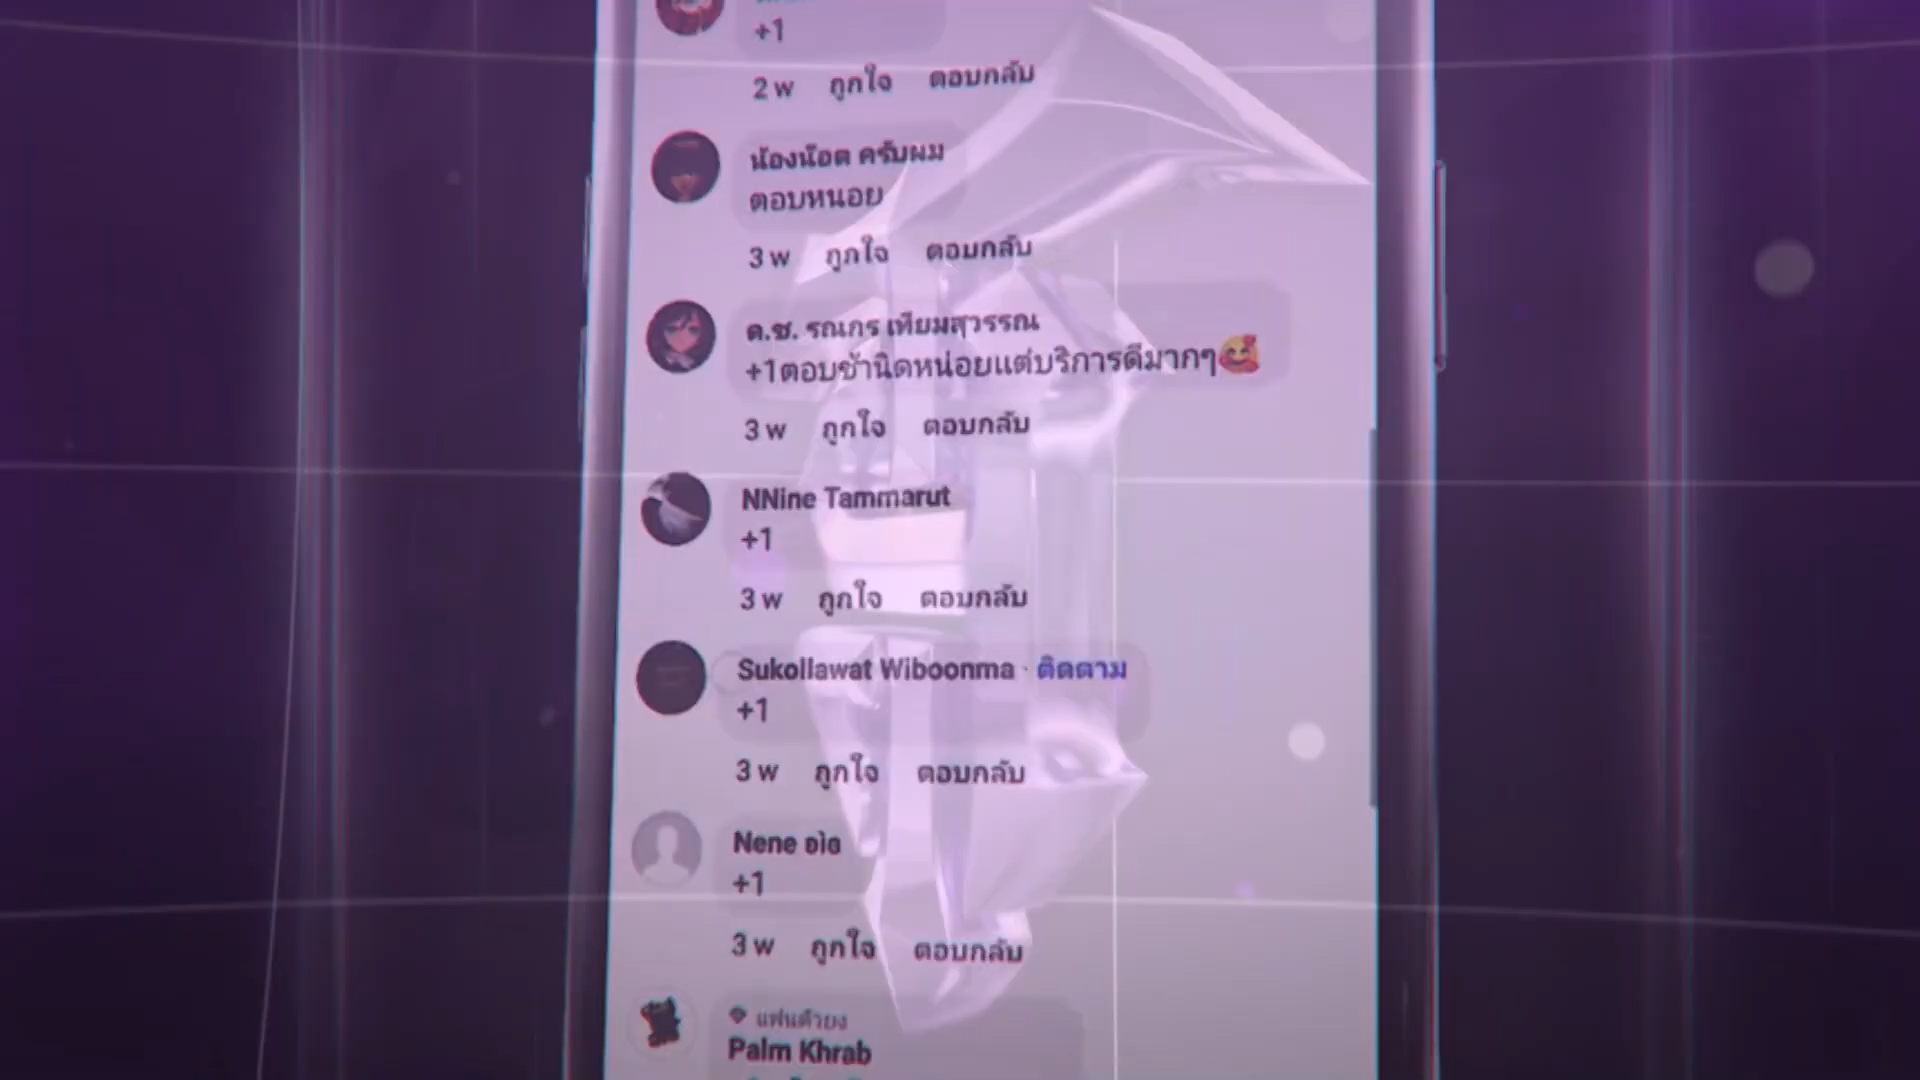 +1
2 w ถูกใจ ตอบกลับ
น้องน๊อต ครับผม
ตอบหนอย
3 w ถูกใจ ตอบกลับ
ด.ช. รณกร เทียมสุวรรณ
+1ตอบช้านิดหน่อยแต่บริการดีมากๆ🥰
3 w ถูกใจ ตอบกลับ
NNine Tammarut
+1
3 w ถูกใจ ตอบกลับ
Sukollawat Wiboonma · ติดตาม
+1
3 w ถูกใจ ตอบกลับ
Nene
+1
3 w ถูกใจ ตอบกลับ
แฟนตัวยง
Palm Khrab